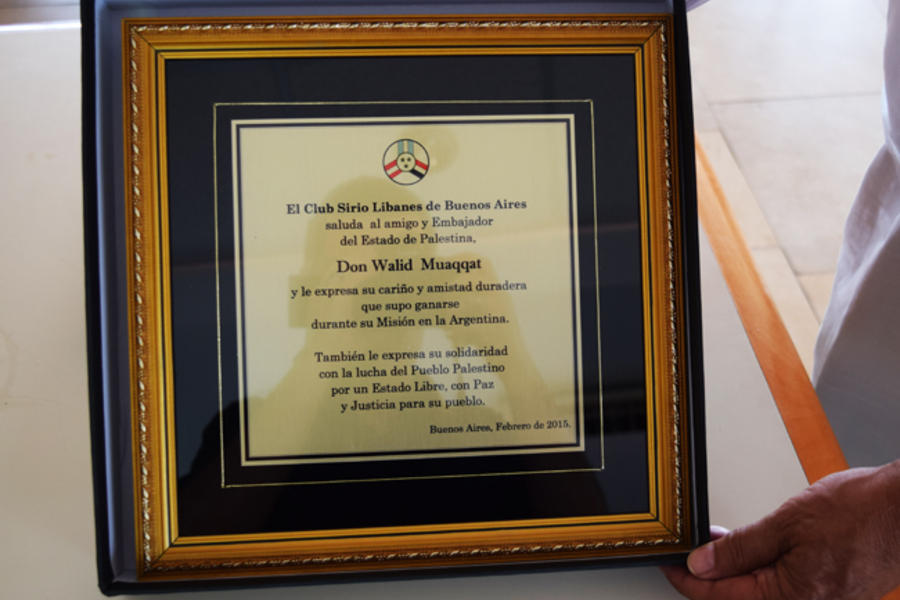 El Club Sirio Libanes de Buenos Aires
saluda al amigo y Embajador
del Estado de Palestina,
Don Walid Muaqqat
y le expresa su cariño y amistad duradera
que supo ganarse
durante su Misión en la Argentina.
También le expresa su solidaridad
con la lucha del Pueblo Palestino
por un Estado Libre, con Paz
y Justicia para su pueblo.
Buenos Aires, Febrero de 2015.